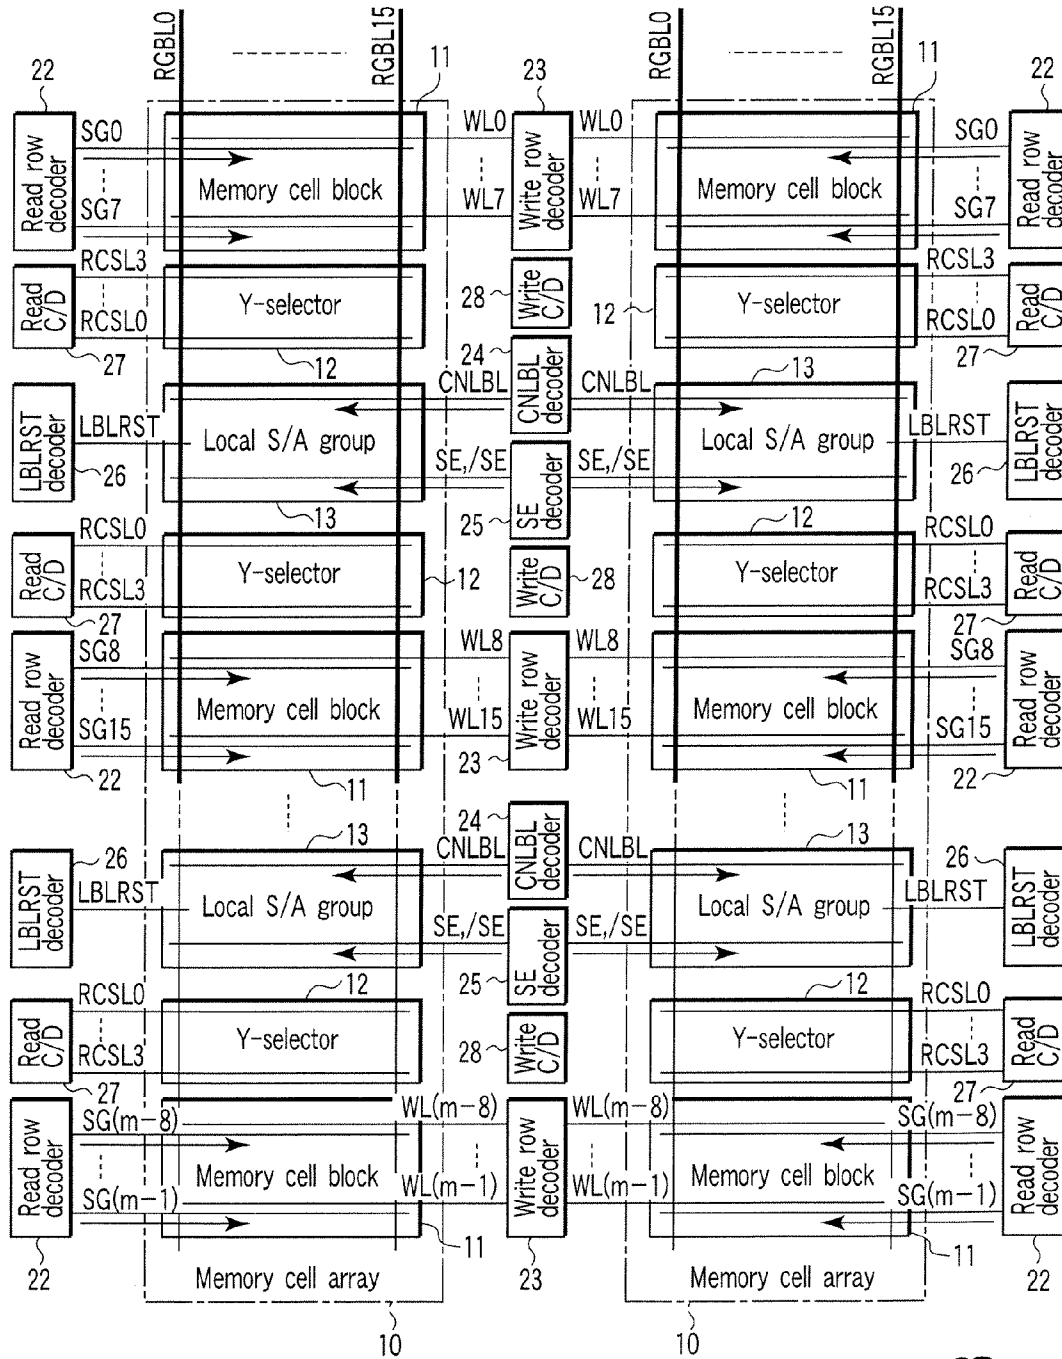 RGBL0 RGBL15 RGBL0 RGBL15
22 11 23 11 22
Read row decoder SG0 SG7 Memory cell block WL0 WL7 Write row decoder WL0 WL7 Memory cell block SG0 SG7 Read row decoder
Read C/D RCSL3 RCSL0 Y-selector 28 Write C/D 12 Y-selector RCSL3 RCSL0 Read C/D
27 12 24 13 27
LBLRST decoder LBLRST Local S/A group CNLBL CNLBL decoder CNLBL Local S/A group LBLRST LBLRST decoder
26 SE,/SE SE decoder SE,/SE 26
13 25 12
Read C/D RCSL0 RCSL3 Y-selector 12 Write C/D 28 Y-selector RCSL0 RCSL3 Read C/D
27 27
Read row decoder SG8 SG15 Memory cell block WL8 WL15 Write row decoder WL8 WL15 Memory cell block SG8 SG15 Read row decoder
22 11 23 11 22
26 13 24 13 26
LBLRST decoder LBLRST Local S/A group CNLBL CNLBL decoder CNLBL Local S/A group LBLRST LBLRST decoder
SE,/SE SE decoder SE,/SE
12 25 12
Read C/D RCSL0 RCSL3 Y-selector 28 Write C/D Y-selector RCSL0 RCSL3 Read C/D
27 27
Read row decoder SG(m-8) SG(m-1) Memory cell block WL(m-8) WL(m-1) Write row decoder WL(m-8) WL(m-1) Memory cell block SG(m-8) SG(m-1) Read row decoder
22 11 23 11 22
Memory cell array Memory cell array
10 10